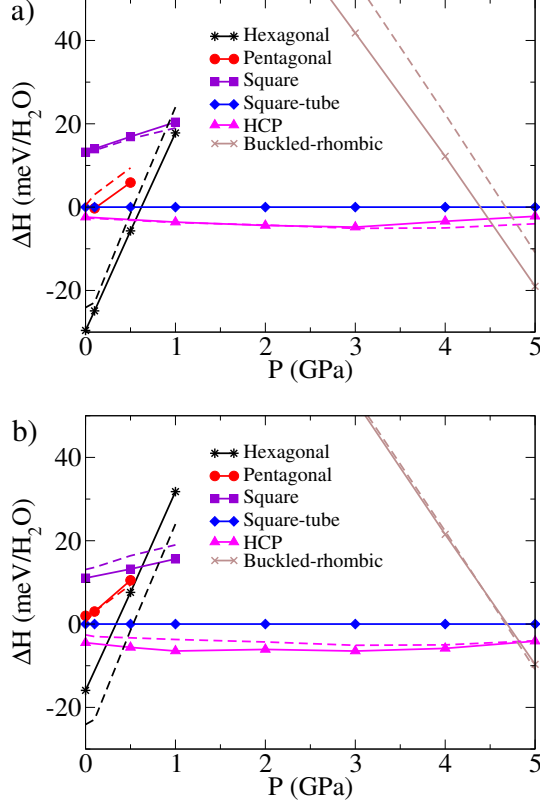 a)
40
20
0
-20
ΔH (meV/H₂O)
Hexagonal
Pentagonal
Square
Square-tube
HCP
Buckled-rhombic
0 1 2 3 4 5
P (GPa)
b)
40
20
0
-20
ΔH (meV/H₂O)
Hexagonal
Pentagonal
Square
Square-tube
HCP
Buckled-rhombic
0 1 2 3 4 5
P (GPa)